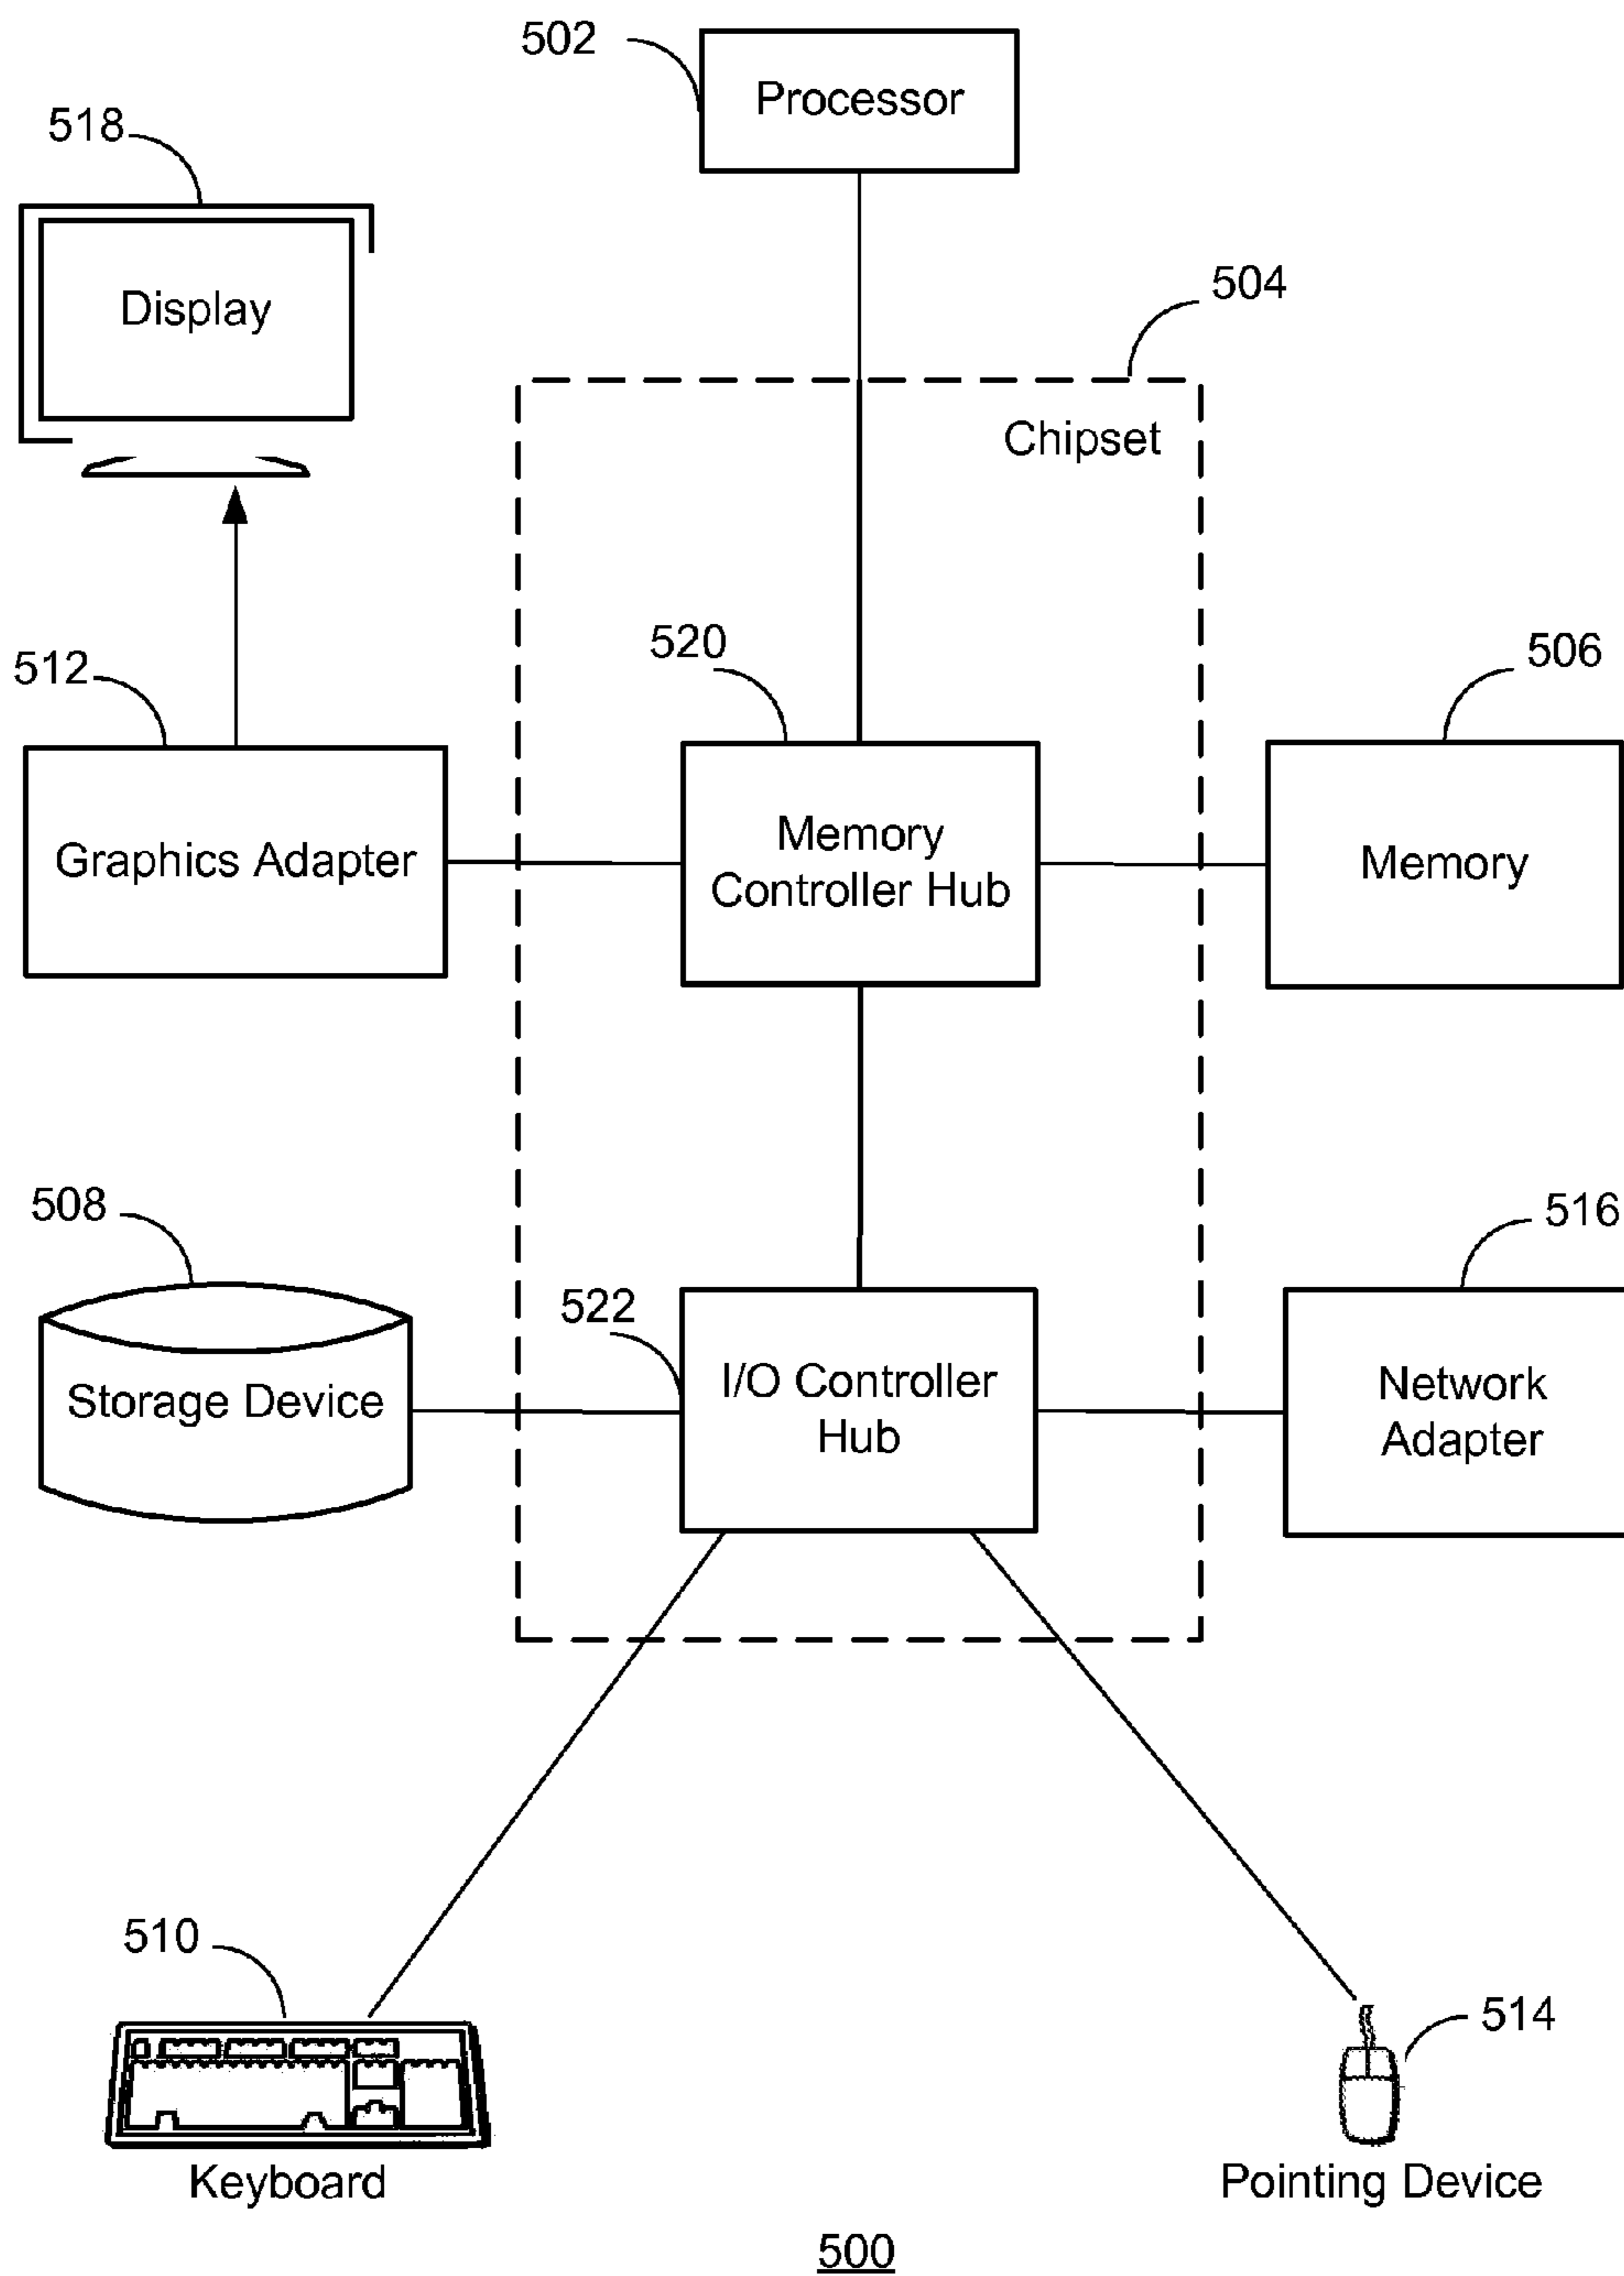 502
Processor
518
Display
504
Chipset
520
512
506
Graphics Adapter
Memory
Controller Hub
Memory
508
516
522
Storage Device
I/O Controller
Hub
Network
Adapter
510
514
Keyboard
Pointing Device
500